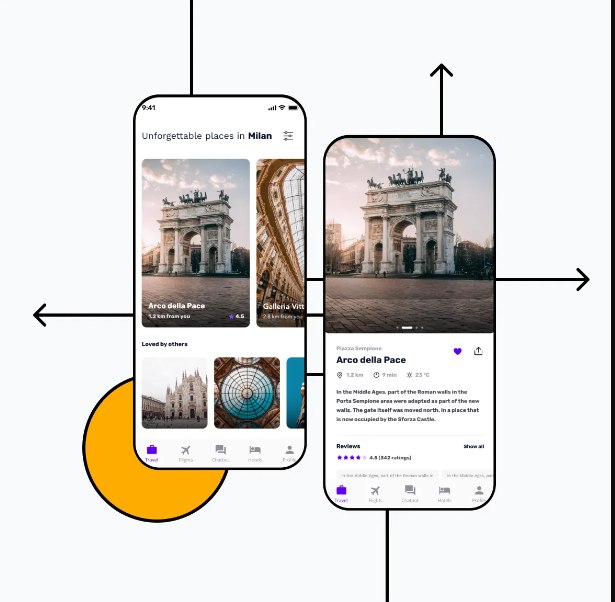 9:41
Unforgettable places in Milan
Arco della Pace
1.2 km from you
4.5
Galleria Vitt
2.8 km from you
Loved by others
Travel
Flights
Chatbot
Hotels
Profile
Piazza Sempione
Arco della Pace
1.2 km
9 min
23 °C
In the Middle Ages, part of the Roman walls in the
Porta Sempione area were adapted as part of the new
walls. The gate itself was moved north, in a place that
is now occupied by the Sforza Castle.
Reviews
Show all
4.5 (342 ratings)
In the Middle Ages, part of the Roman walls in
In the Middle Ages, part
Travel
Flights
Chatbot
Hotels
Profile